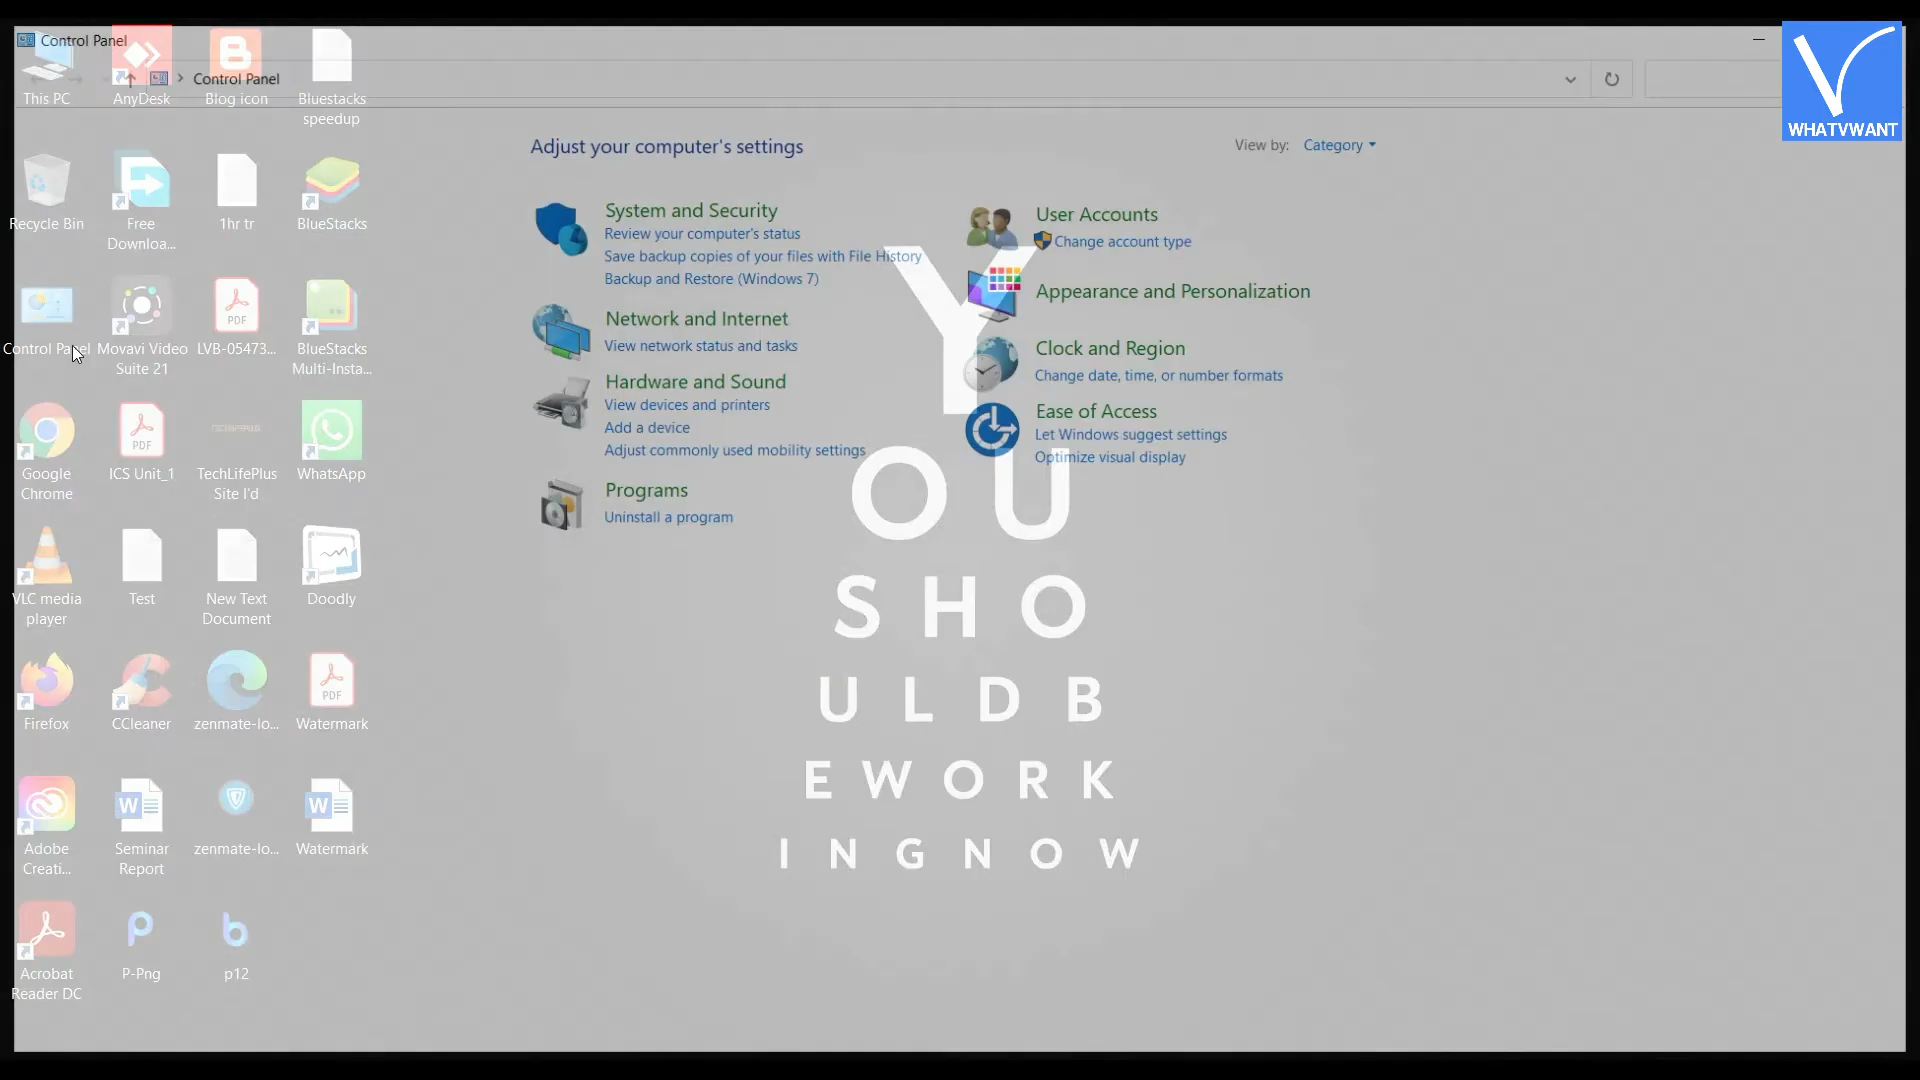 Control Panel
Control Panel
WHATVWANT
This PC
AnyDesk
Blog icon
Bluestacks
speedup
Adjust your computer's settings
View by: Category
Recycle Bin
Free
Downloa...
1hr tr
BlueStacks
System and Security
Review your computer's status
Save backup copies of your files with File History
Backup and Restore (Windows 7)
User Accounts
Change account type
Appearance and Personalization
Network and Internet
View network status and tasks
Clock and Region
Change date, time, or number formats
Hardware and Sound
View devices and printers
Add a device
Adjust commonly used mobility settings
Ease of Access
Let Windows suggest settings
Optimize visual display
Programs
Uninstall a program
Control Panel
Movavi Video
Suite 21
PDF
LVB-05473...
BlueStacks
Multi-Insta...
Google
Chrome
PDF
ICS Unit_1
TechLifePlus
Site I'd
WhatsApp
VLC media
player
Test
New Text
Document
Doodly
Firefox
CCleaner
zenmate-lo...
PDF
Watermark
Adobe
Creati...
W
Seminar
Report
zenmate-lo...
W
Watermark
Acrobat
Reader DC
P-Png
p12
Y
O U
S H O
U L D B
E W O R K
I N G N O W